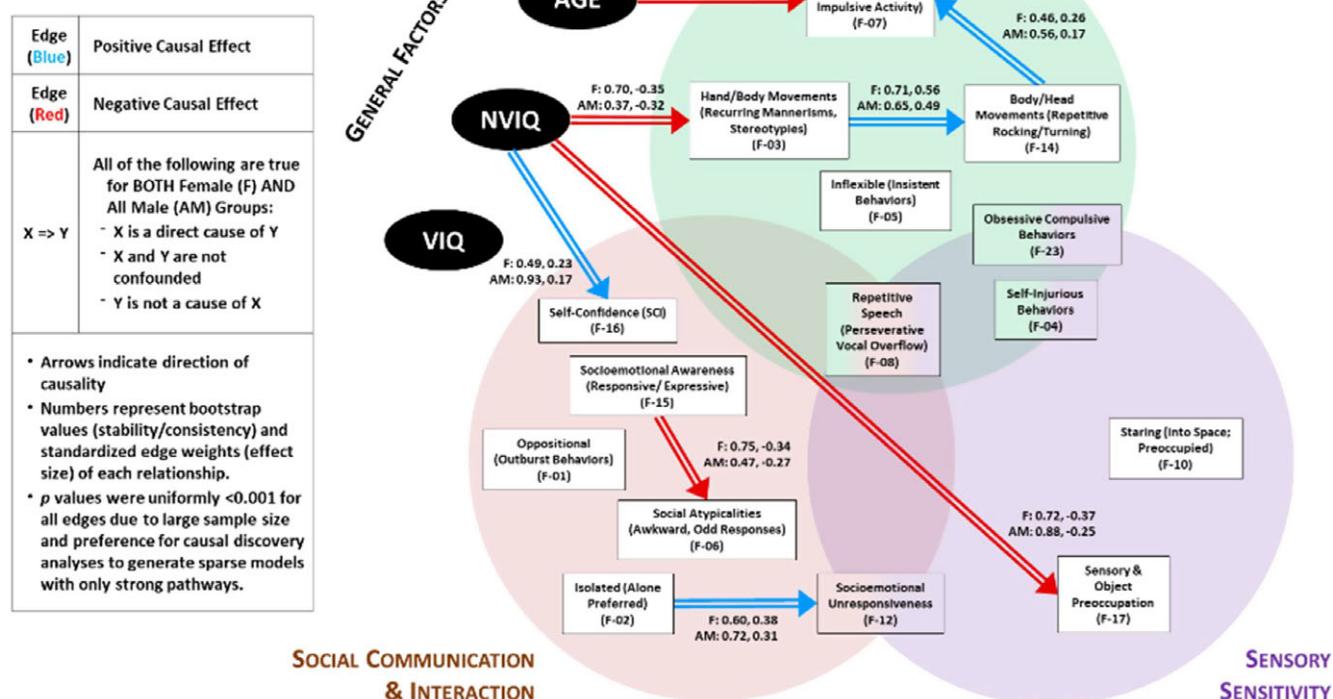 Edge
(Blue)
Positive Causal Effect
Edge
(Red)
Negative Causal Effect
X => Y
All of the following are true
for BOTH Female (F) AND
All Male (AM) Groups:
- X is a direct cause of Y
- X and Y are not
confounded
- Y is not a cause of X
• Arrows indicate direction of
causality
• Numbers represent bootstrap
values (stability/consistency) and
standardized edge weights (effect
size) of each relationship.
• p values were uniformly <0.001 for
all edges due to large sample size
and preference for causal discovery
analyses to generate sparse models
with only strong pathways.
GENERAL FACTORS
AGE
Impulsive Activity)
(F-07)
F: 0.46, 0.26
AM: 0.56, 0.17
NVIQ
F: 0.70, -0.35
AM: 0.37, -0.32
Hand/Body Movements
(Recurring Mannerisms,
Stereotypies)
(F-03)
F: 0.71, 0.56
AM: 0.65, 0.49
Body/Head
Movements (Repetitive
Rocking/Turning)
(F-14)
Inflexible (Insistent
Behaviors)
(F-05)
Obsessive Compulsive
Behaviors
(F-23)
VIQ
F: 0.49, 0.23
AM: 0.93, 0.17
Self-Confidence (SCI)
(F-16)
Repetitive
Speech
(Perseverative
Vocal Overflow)
(F-08)
Self-Injurious
Behaviors
(F-04)
Socioemotional Awareness
(Responsive/ Expressive)
(F-15)
Oppositional
(Outburst Behaviors)
(F-01)
F: 0.75, -0.34
AM: 0.47, -0.27
Staring (Into Space;
Preoccupied)
(F-10)
Social Atypicalities
(Awkward, Odd Responses)
(F-06)
F: 0.72, -0.37
AM: 0.88, -0.25
Isolated (Alone
Preferred)
(F-02)
F: 0.60, 0.38
AM: 0.72, 0.31
Socioemotional
Unresponsiveness
(F-12)
Sensory &
Object
Preoccupation
(F-17)
SOCIAL COMMUNICATION
& INTERACTION
SENSORY
SENSITIVITY